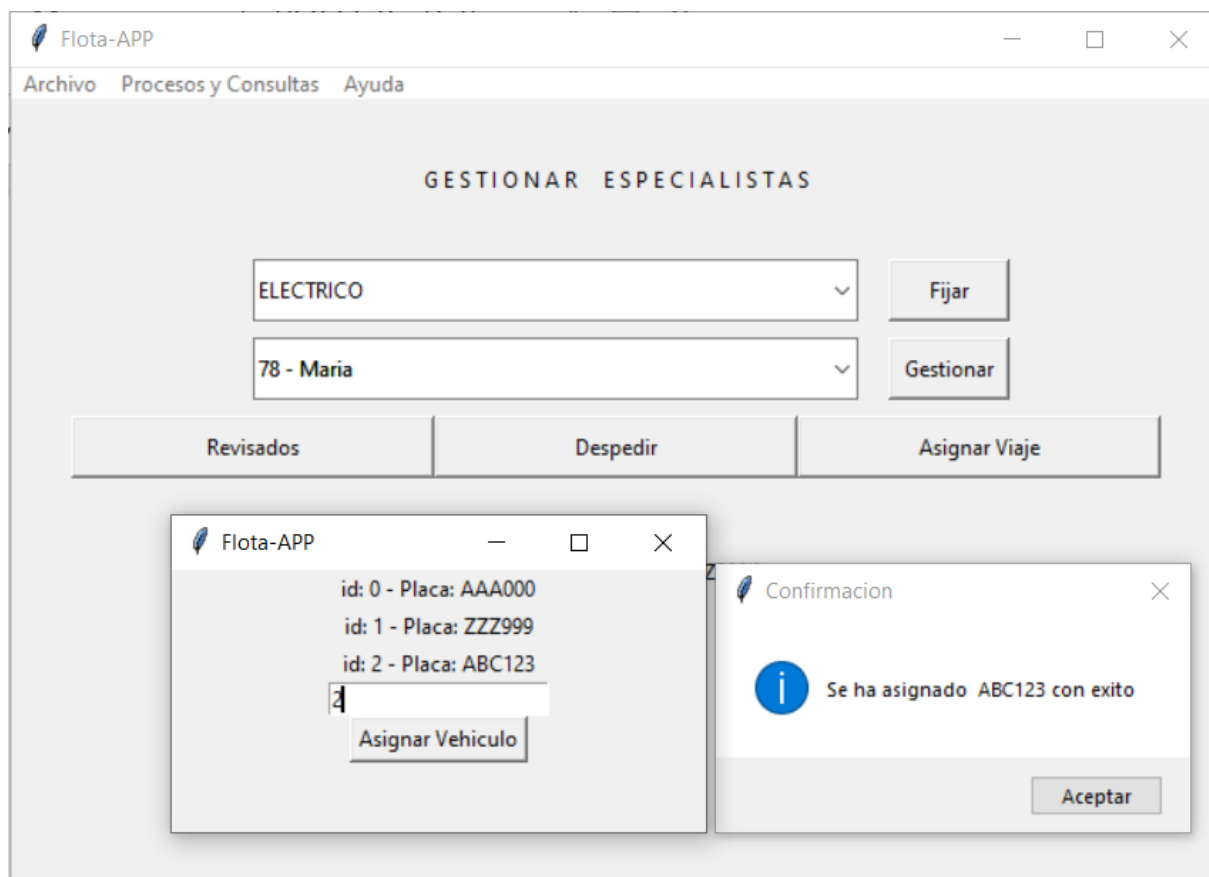 Flota-APP
Archivo Procesos y Consultas Ayuda
GESTIONAR ESPECIALISTAS
ELECTRICO
Fijar
78 - Maria
Gestionar
Revisados
Despedir
Asignar Viaje
Flota-APP
id: 0 - Placa: AAA000
id: 1 - Placa: ZZZ999
id: 2 - Placa: ABC123
2
Asignar Vehiculo
Confirmacion
Se ha asignado ABC123 con exito
Aceptar